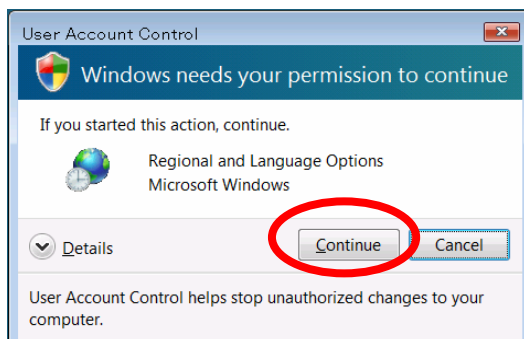 User Account Control
Windows needs your permission to continue
If you started this action, continue.
Regional and Language Options
Microsoft Windows
Details
Continue
Cancel
User Account Control helps stop unauthorized changes to your
computer.